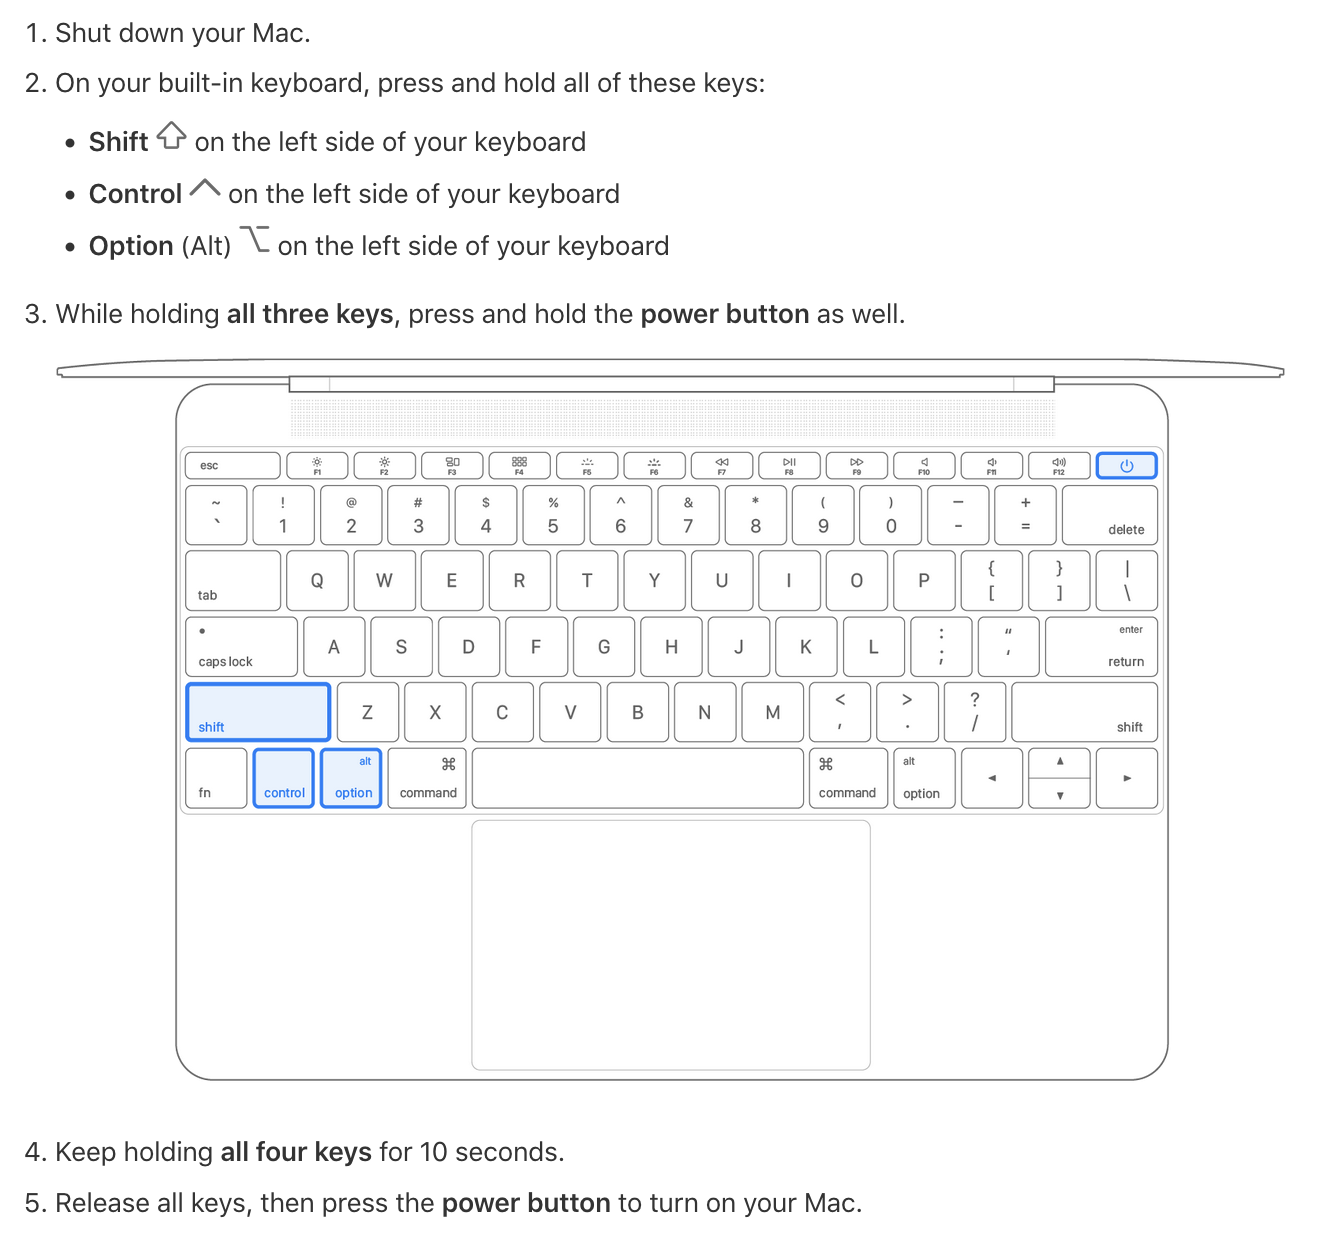 1. Shut down your Mac.
2. On your built-in keyboard, press and hold all of these keys:
• Shift ⇧ on the left side of your keyboard
• Control ^ on the left side of your keyboard
• Option (Alt) ⌥ on the left side of your keyboard
3. While holding all three keys, press and hold the power button as well.
esc F1 F2 F3 F4 F5 F6 F7 F8 F9 F10 F11 F12
~ ! @ # $ % ^ & * ( ) — +
` 1 2 3 4 5 6 7 8 9 0 - = delete
tab Q W E R T Y U I O P { [ } ] | \
caps lock A S D F G H J K L : ; " ' enter return
shift Z X C V B N M < , > . ? / shift
fn control alt option ⌘ command ⌘ command alt option ◄ ▲ ▼ ►
4. Keep holding all four keys for 10 seconds.
5. Release all keys, then press the power button to turn on your Mac.